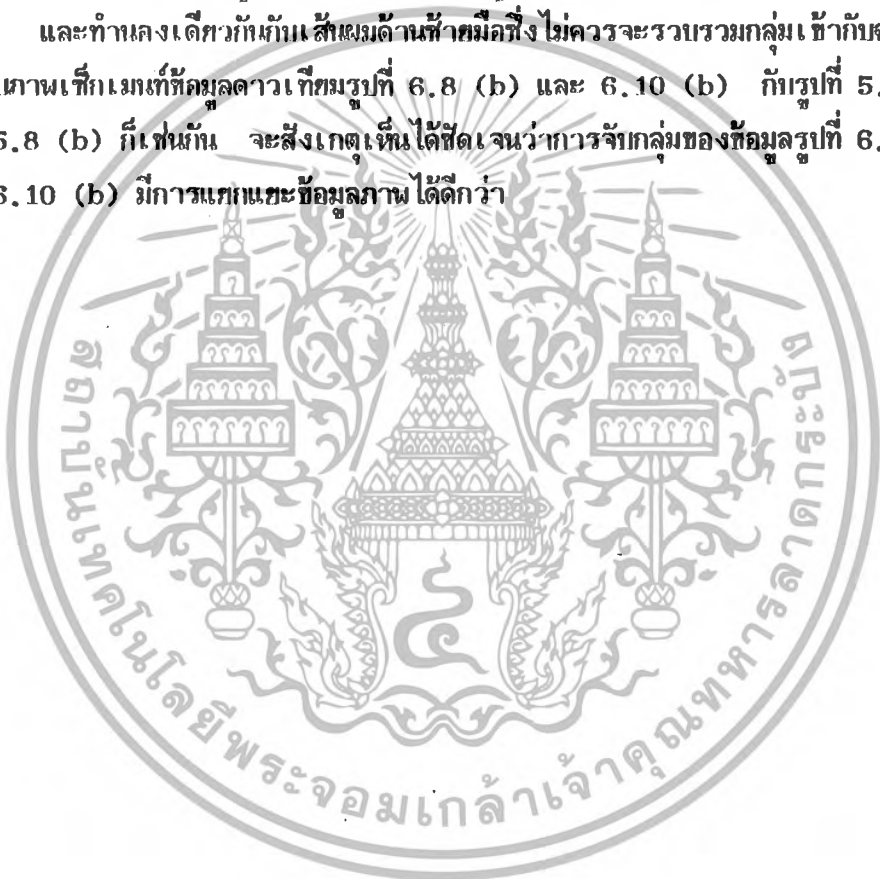 และทำนองเดียวกันกับเส้นผมด้านซ้ายมือซึ่งไม่ควรจะรวบรวมกลุ่มเข้ากับ
ภาพเซ็กเมนท์ข้อมูลดาวเทียมรูปที่ 6.8 (b) และ 6.10 (b) กับรูปที่ 5.
.8 (b) ก็เช่นกัน จะสังเกตุเห็นได้ชัดเจนว่าการจับกลุ่มของข้อมูลรูปที่ 6.
6.10 (b) มีการแยกแยะข้อมูลภาพได้ดีกว่า
สถาบันเทคโนโลยีพระจอมเกล้าเจ้าคุณทหารลาดกระบัง
๔